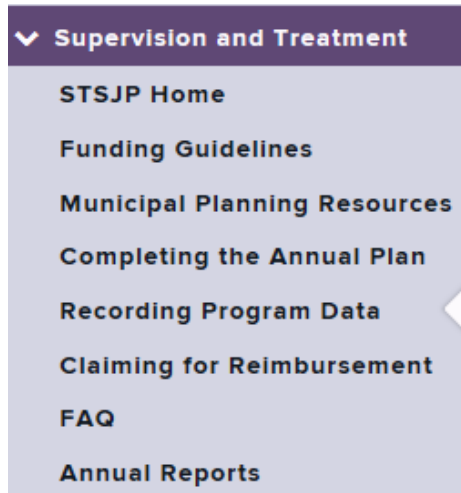 Supervision and Treatment
STSJP Home
Funding Guidelines
Municipal Planning Resources
Completing the Annual Plan
Recording Program Data
Claiming for Reimbursement
FAQ
Annual Reports